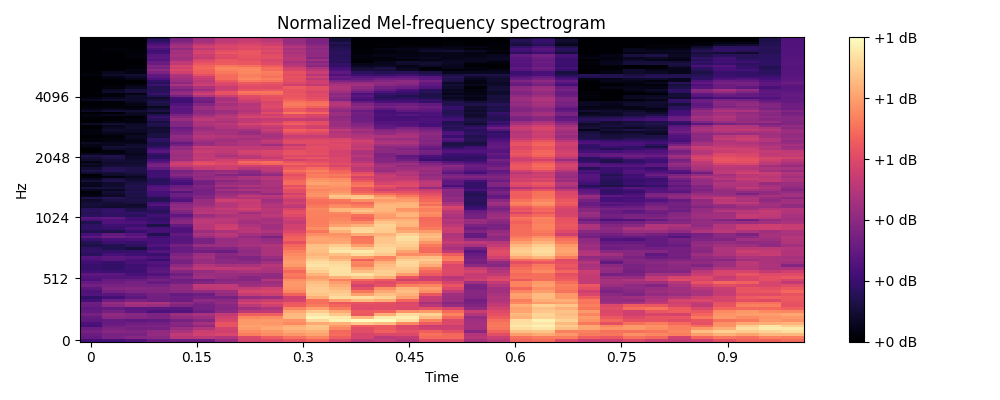 Normalized Mel-frequency spectrogram
Hz
4096
2048
1024
512
0
0 0.15 0.3 0.45 0.6 0.75 0.9
Time
+1 dB
+1 dB
+1 dB
+0 dB
+0 dB
+0 dB